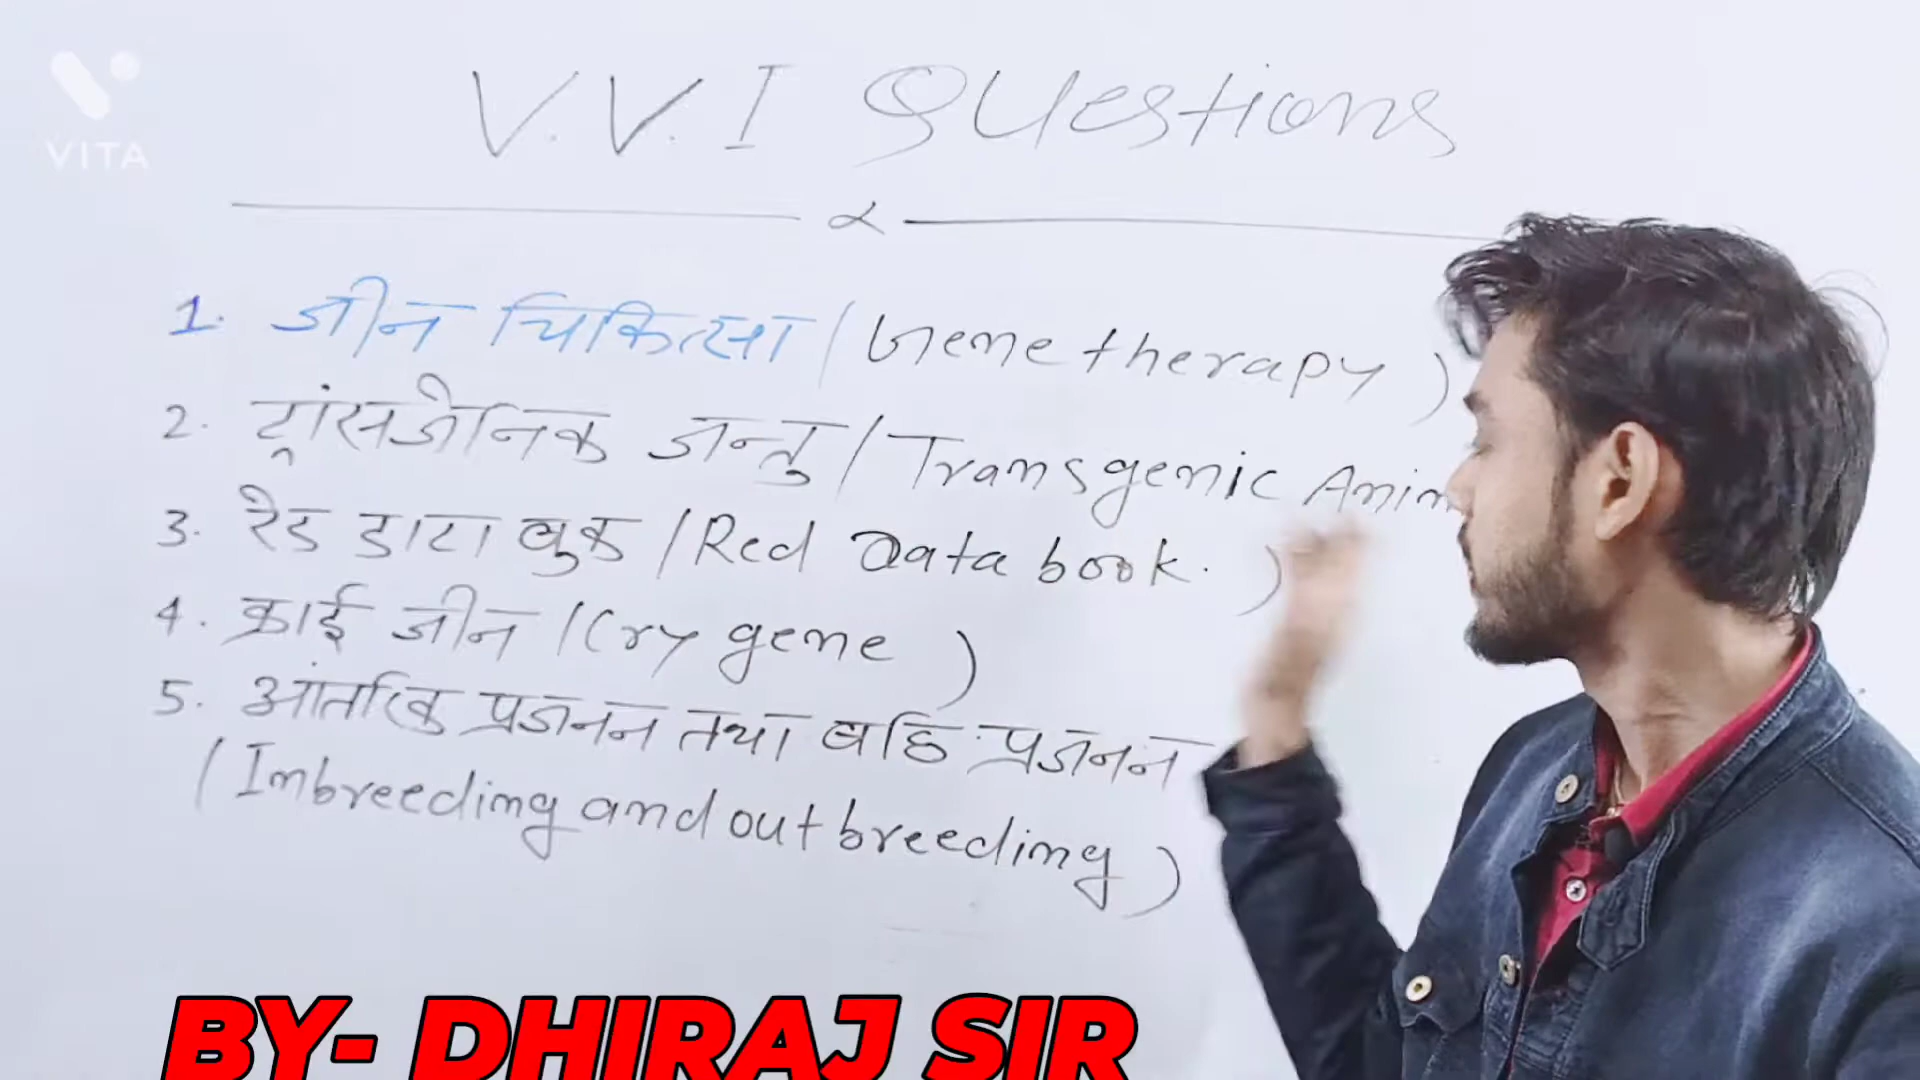 VITA
V.V.I Questions
α
1. जीन चिकित्सा (Gene therapy)
2. ट्रांसजेनिक जन्तु (Transgenic
3. रेड डाटा बुक (Red Data book.)
4. क्राई जीन (Cry gene)
5. आंतरिक प्रजनन तथा बहि प्रजनन
(Inbreeding and out breeding)
BY- DHIRAJ SIR